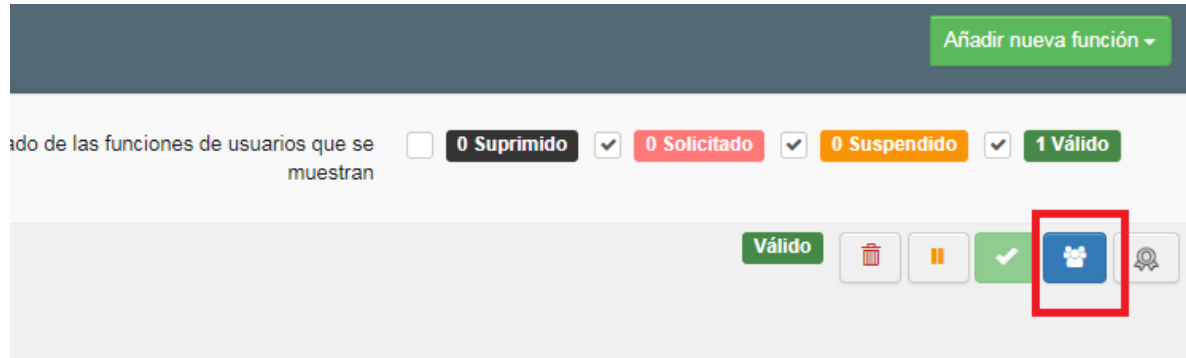 Añadir nueva función
de las funciones de usuarios que se
muestran
0 Suprimido
0 Solicitado
0 Suspendido
1 Válido
Válido